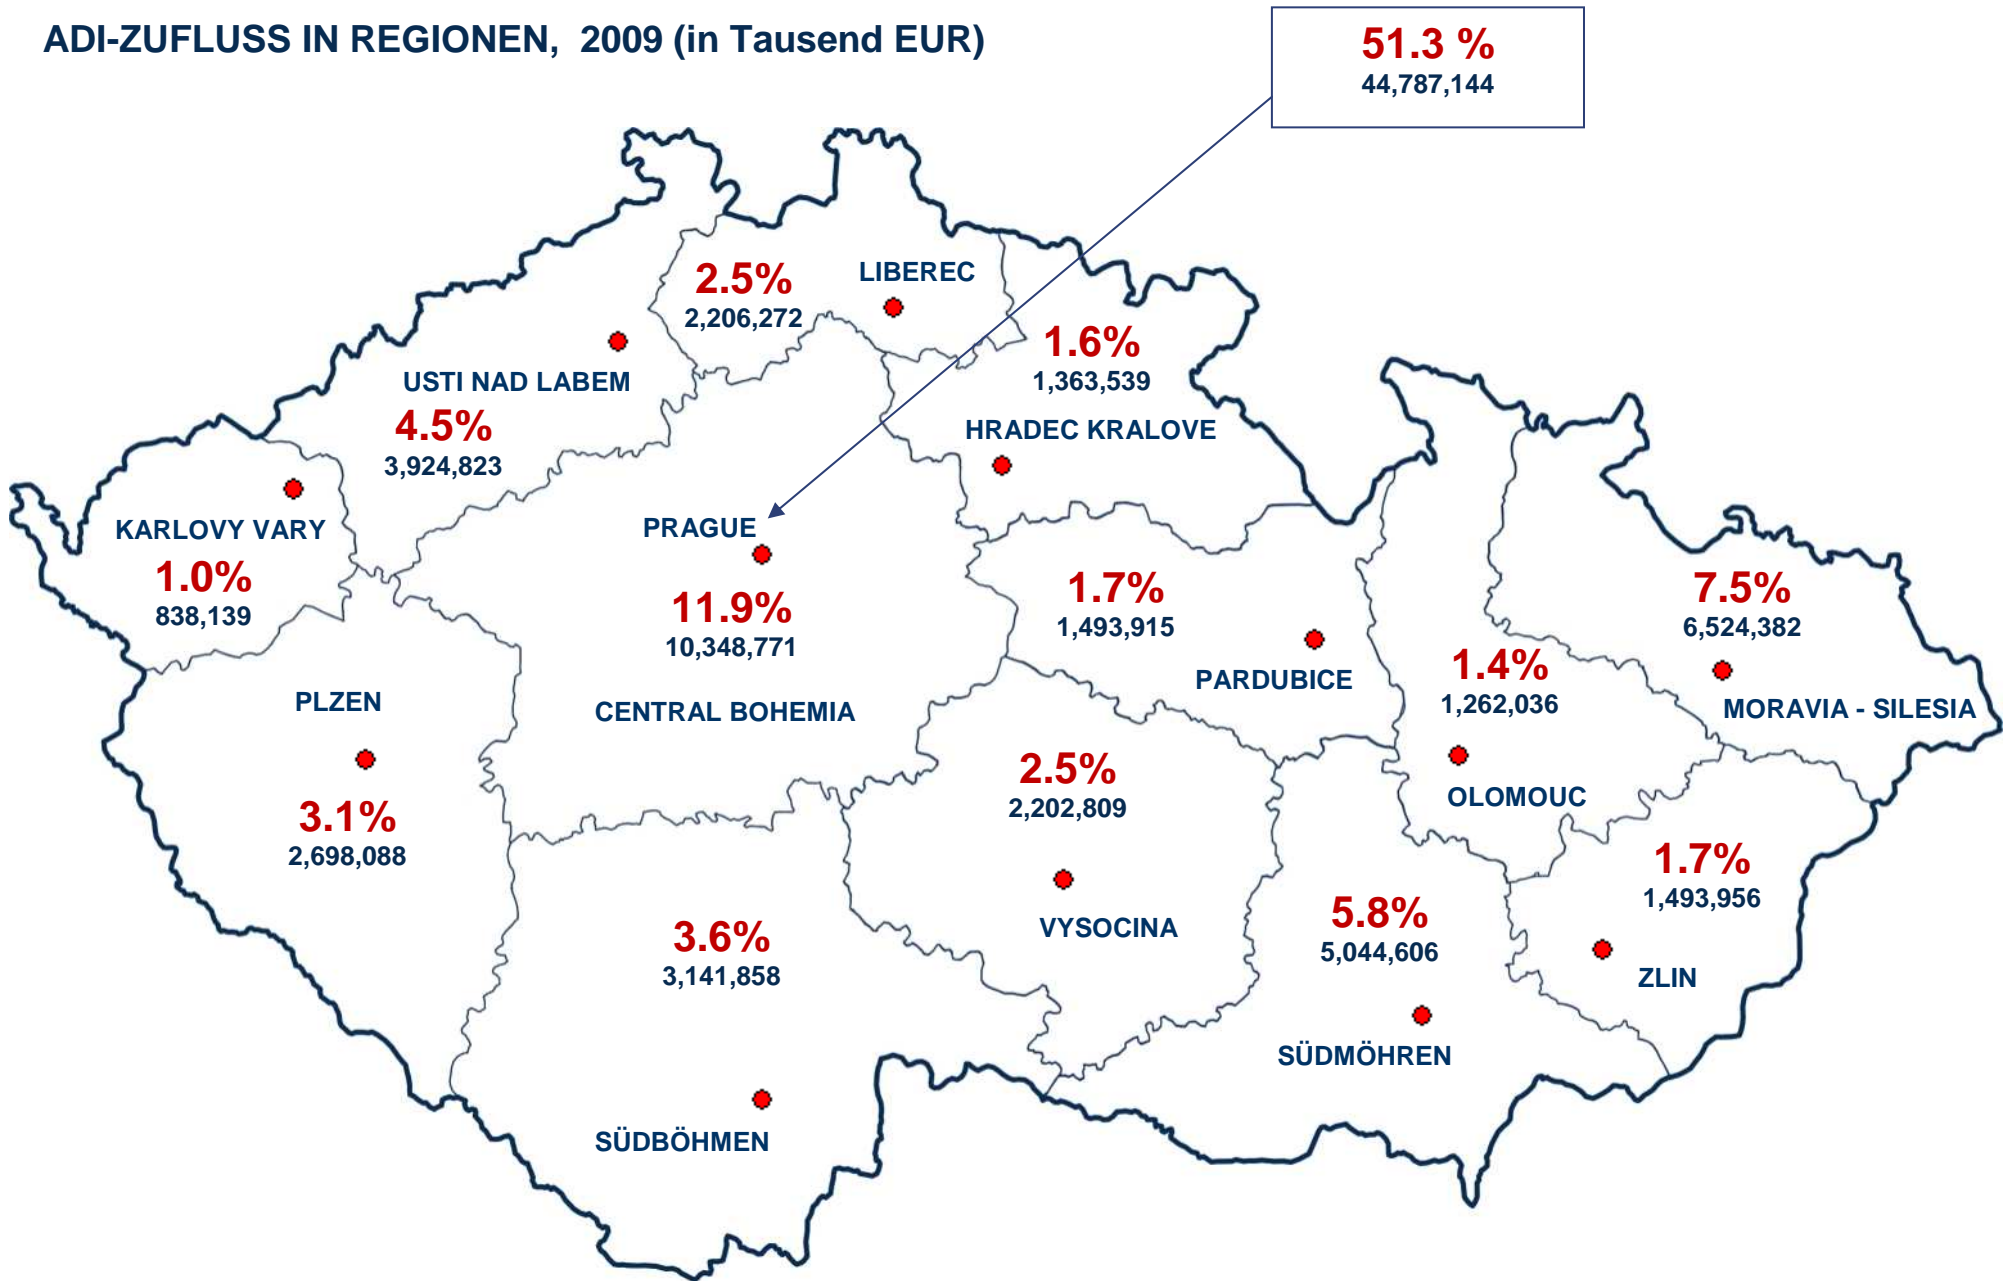 ADI-ZUFLUSS IN REGIONEN, 2009 (in Tausend EUR)
51.3 %
44,787,144
2.5%
2,206,272
LIBEREC
1.6%
1,363,539
HRADEC KRALOVE
USTI NAD LABEM
4.5%
3,924,823
KARLOVY VARY
1.0%
838,139
PRAGUE
11.9%
10,348,771
CENTRAL BOHEMIA
1.7%
1,493,915
PARDUBICE
7.5%
6,524,382
MORAVIA - SILESIA
1.4%
1,262,036
OLOMOUC
PLZEN
3.1%
2,698,088
2.5%
2,202,809
VYSOCINA
1.7%
1,493,956
ZLIN
3.6%
3,141,858
SÜDBÖHMEN
5.8%
5,044,606
SÜDMÖHREN